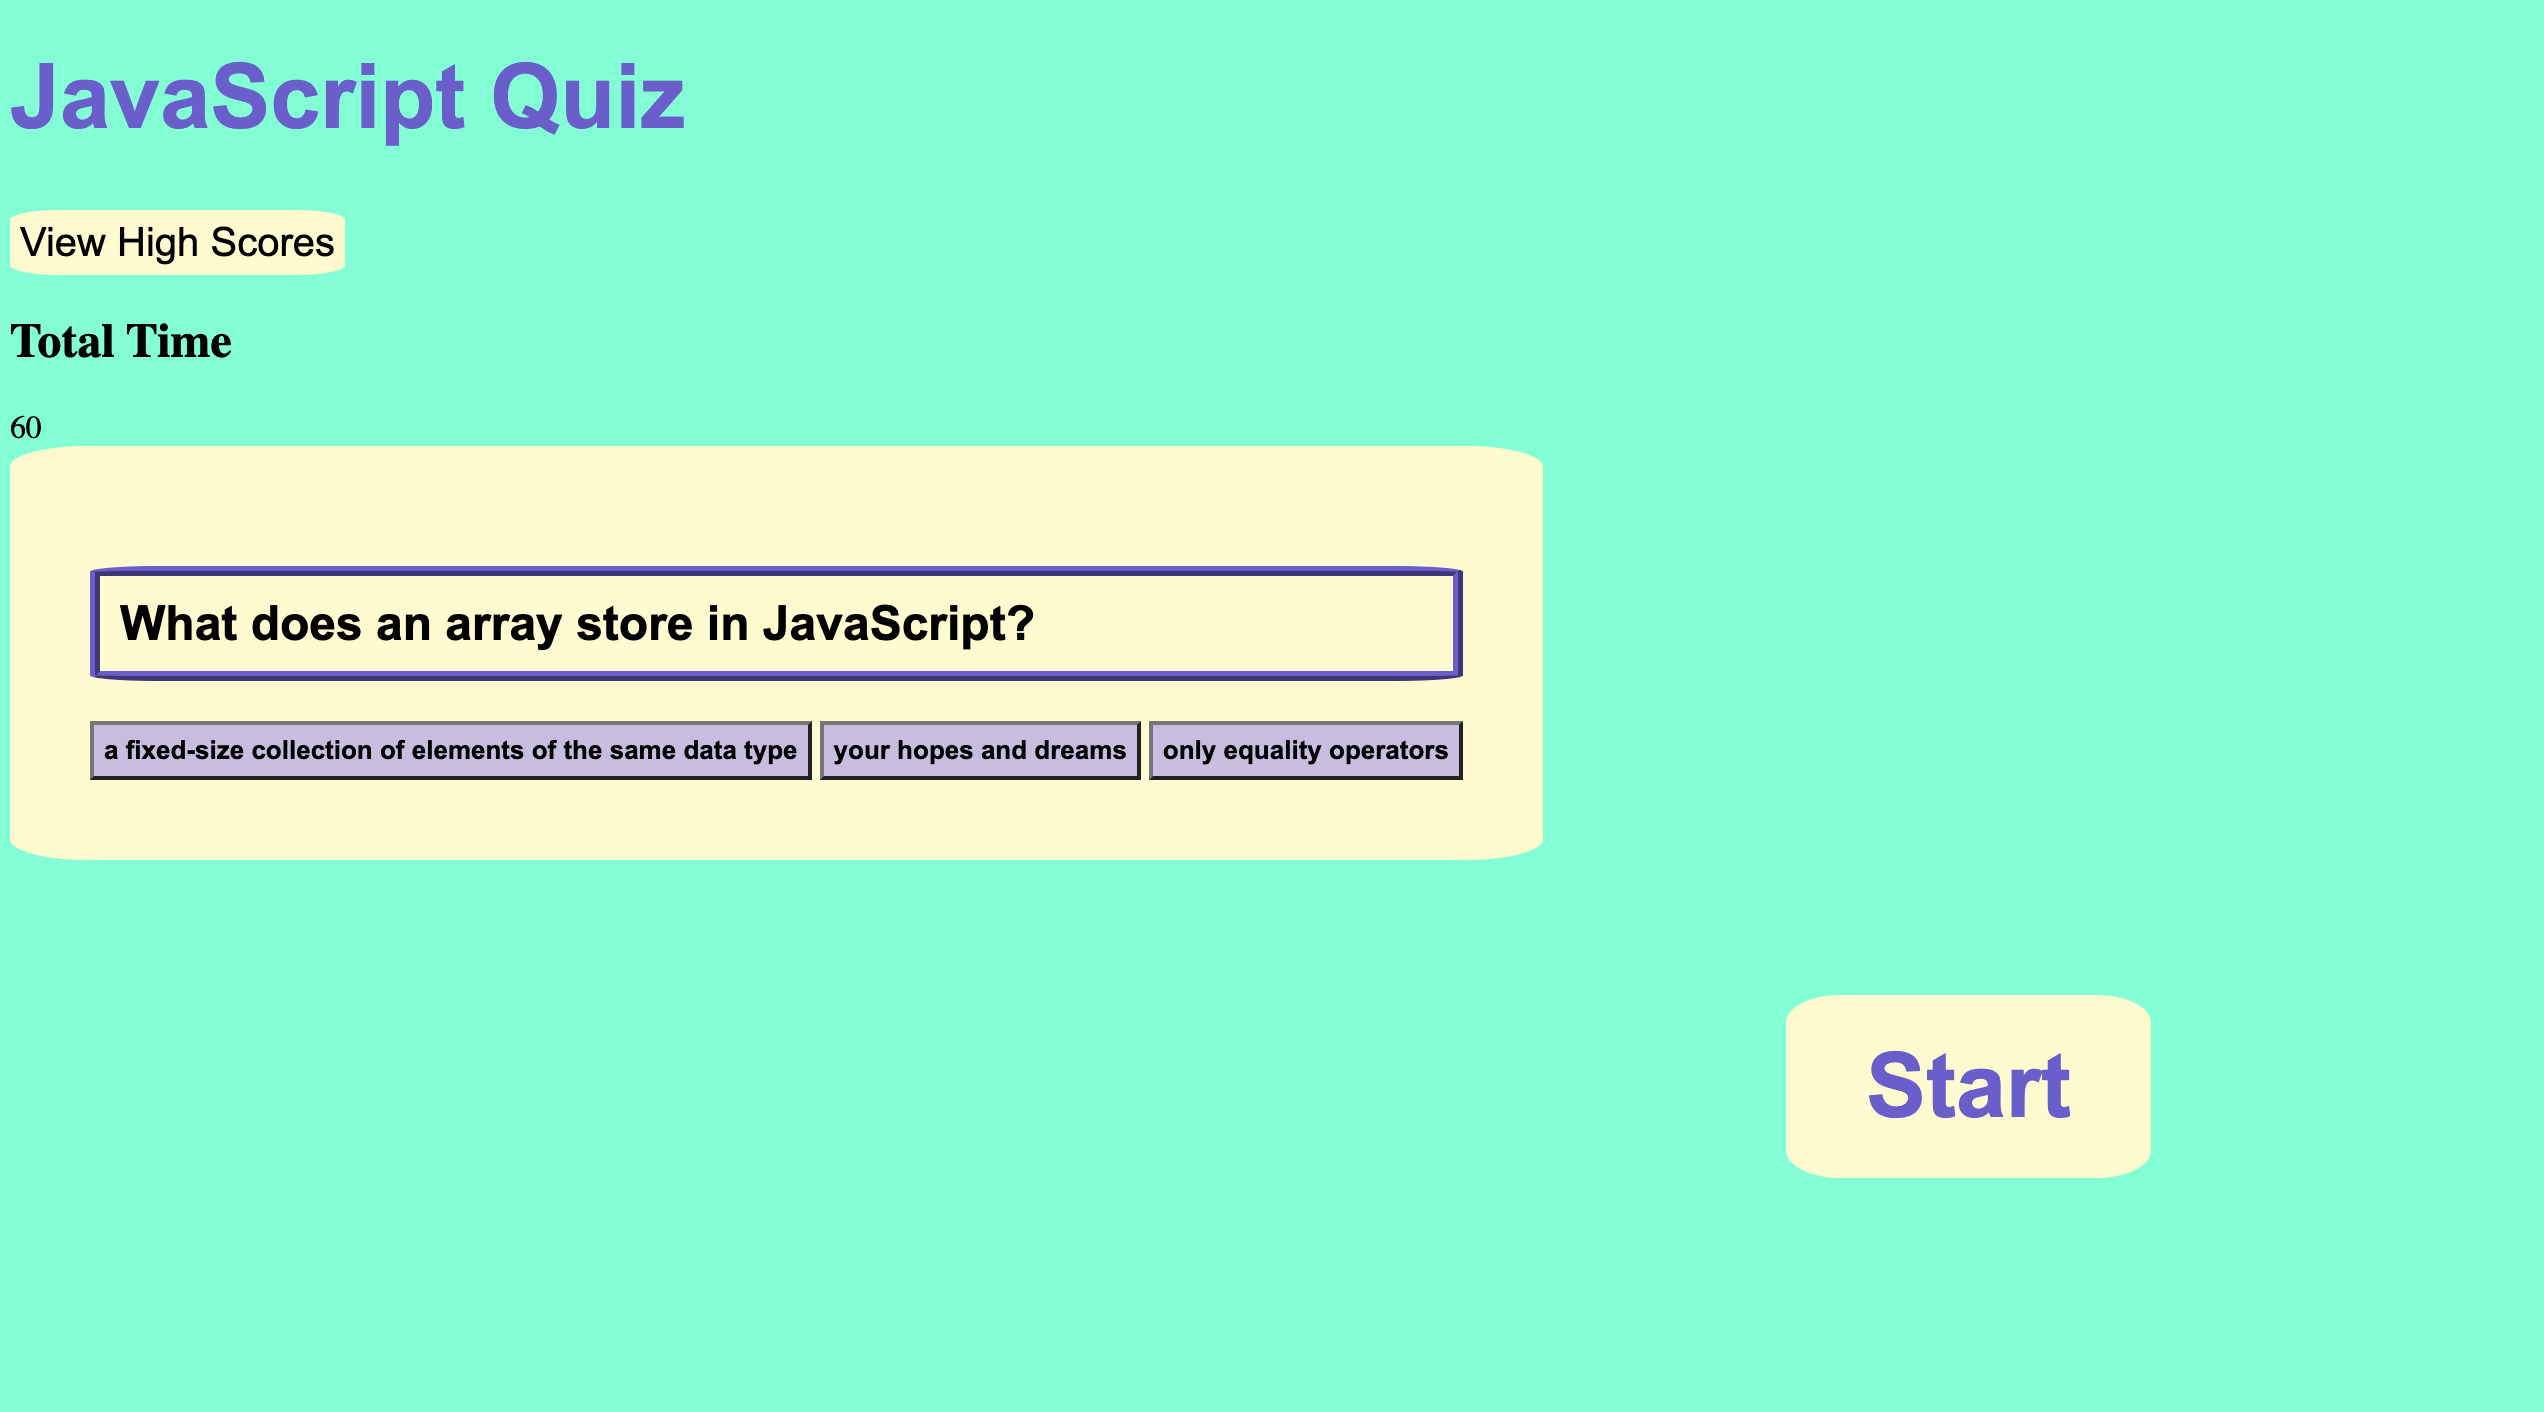 JavaScript Quiz
View High Scores
Total Time
60
What does an array store in JavaScript?
a fixed-size collection of elements of the same data type your hopes and dreams only equality operators
Start